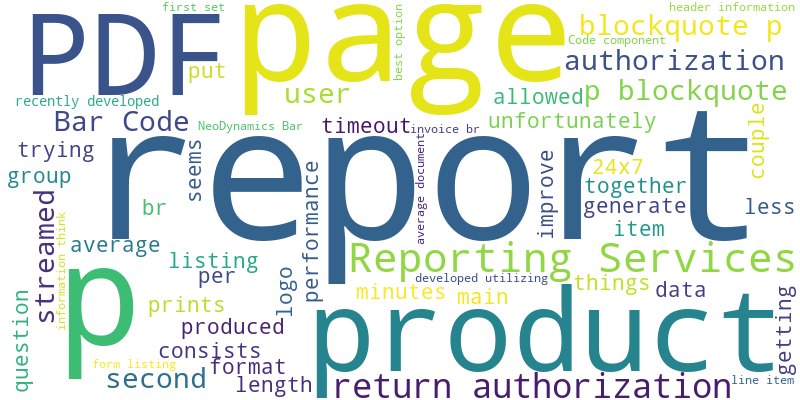 first set
header information
PDF
page
best option
blockquote p
Code component
put
authorization
user
p blockquote
recently developed
allowed
Bar Code
NeoDynamics Bar
timeout
invoice br
unfortunately
couple
report
trying
seems
average document
improve
24x7
group
performance
together
streamed
br
generate
less
item
average
p
listing
Reporting Services
information think
per
logo
developed utilizing
things
question
prints
minutes
main
product
data
getting
produced
consists
form listing
format
second
length
return authorization
line item